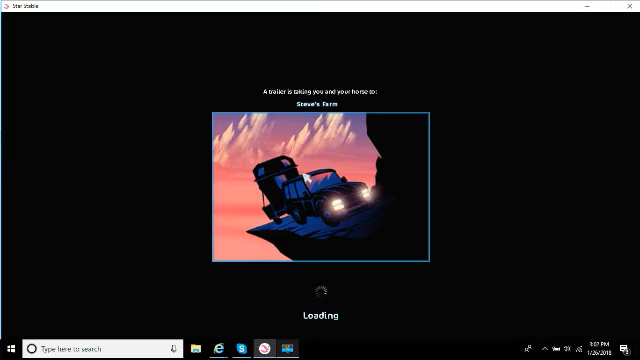 Star Stable
A trailer is taking you and your horse to:
Steve's Farm
Loading
Type here to search
3:02 PM
1/26/2018